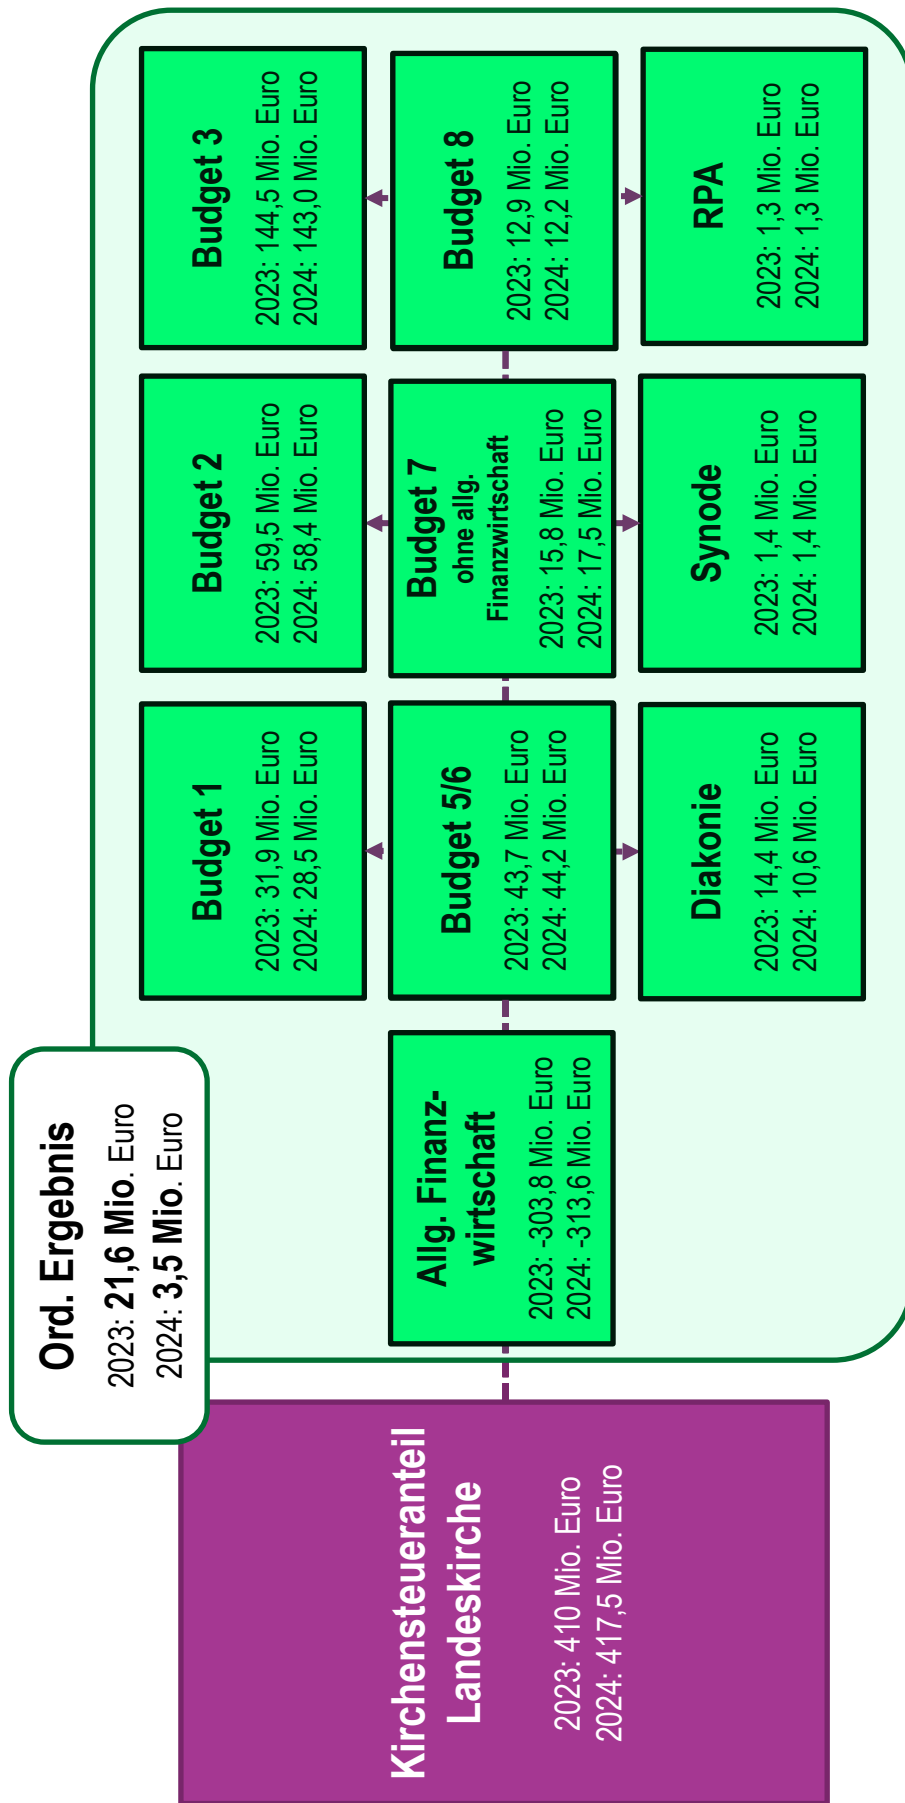 Ord. Ergebnis
2023: 21,6 Mio. Euro
2024: 3,5 Mio. Euro
Kirchensteueranteil
Landeskirche
2023: 410 Mio. Euro
2024: 417,5 Mio. Euro
Allg. Finanz-
wirtschaft
2023: -303,8 Mio. Euro
2024: -313,6 Mio. Euro
Budget 1
2023: 31,9 Mio. Euro
2024: 28,5 Mio. Euro
Budget 2
2023: 59,5 Mio. Euro
2024: 58,4 Mio. Euro
Budget 3
2023: 144,5 Mio. Euro
2024: 143,0 Mio. Euro
Budget 5/6
2023: 43,7 Mio. Euro
2024: 44,2 Mio. Euro
Budget 7
ohne allg.
Finanzwirtschaft
2023: 15,8 Mio. Euro
2024: 17,5 Mio. Euro
Budget 8
2023: 12,9 Mio. Euro
2024: 12,2 Mio. Euro
Diakonie
2023: 14,4 Mio. Euro
2024: 10,6 Mio. Euro
Synode
2023: 1,4 Mio. Euro
2024: 1,4 Mio. Euro
RPA
2023: 1,3 Mio. Euro
2024: 1,3 Mio. Euro